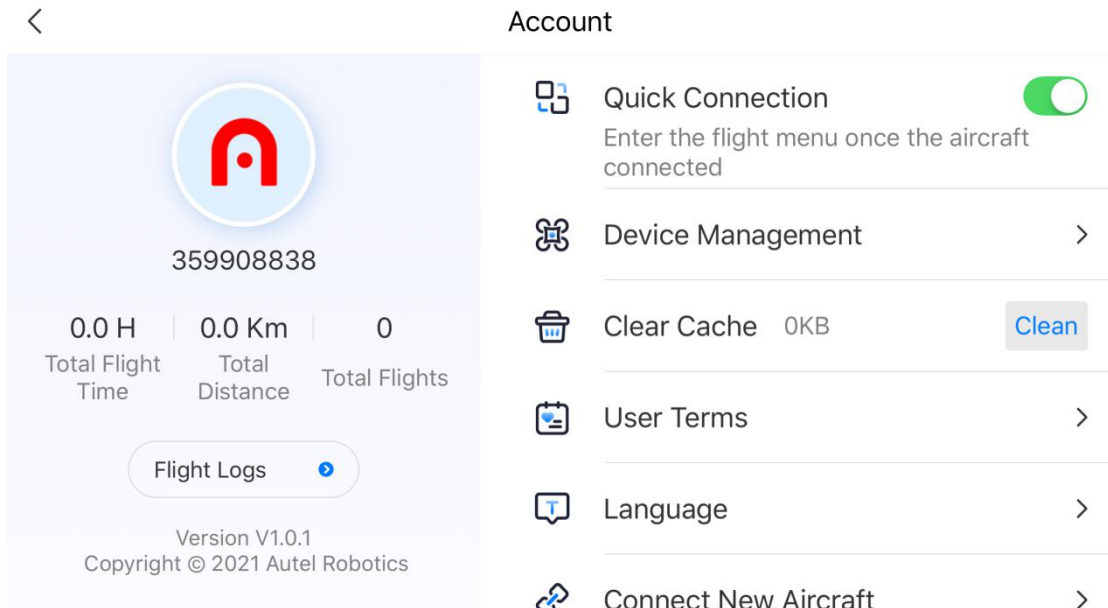 Account
359908838
0.0 H
0.0 Km
0
Total Flight
Time
Total
Distance
Total Flights
Flight Logs
Version V1.0.1
Copyright © 2021 Autel Robotics
Quick Connection
Enter the flight menu once the aircraft
connected
Device Management
Clear Cache 0KB Clean
User Terms
Language
Connect New Aircraft